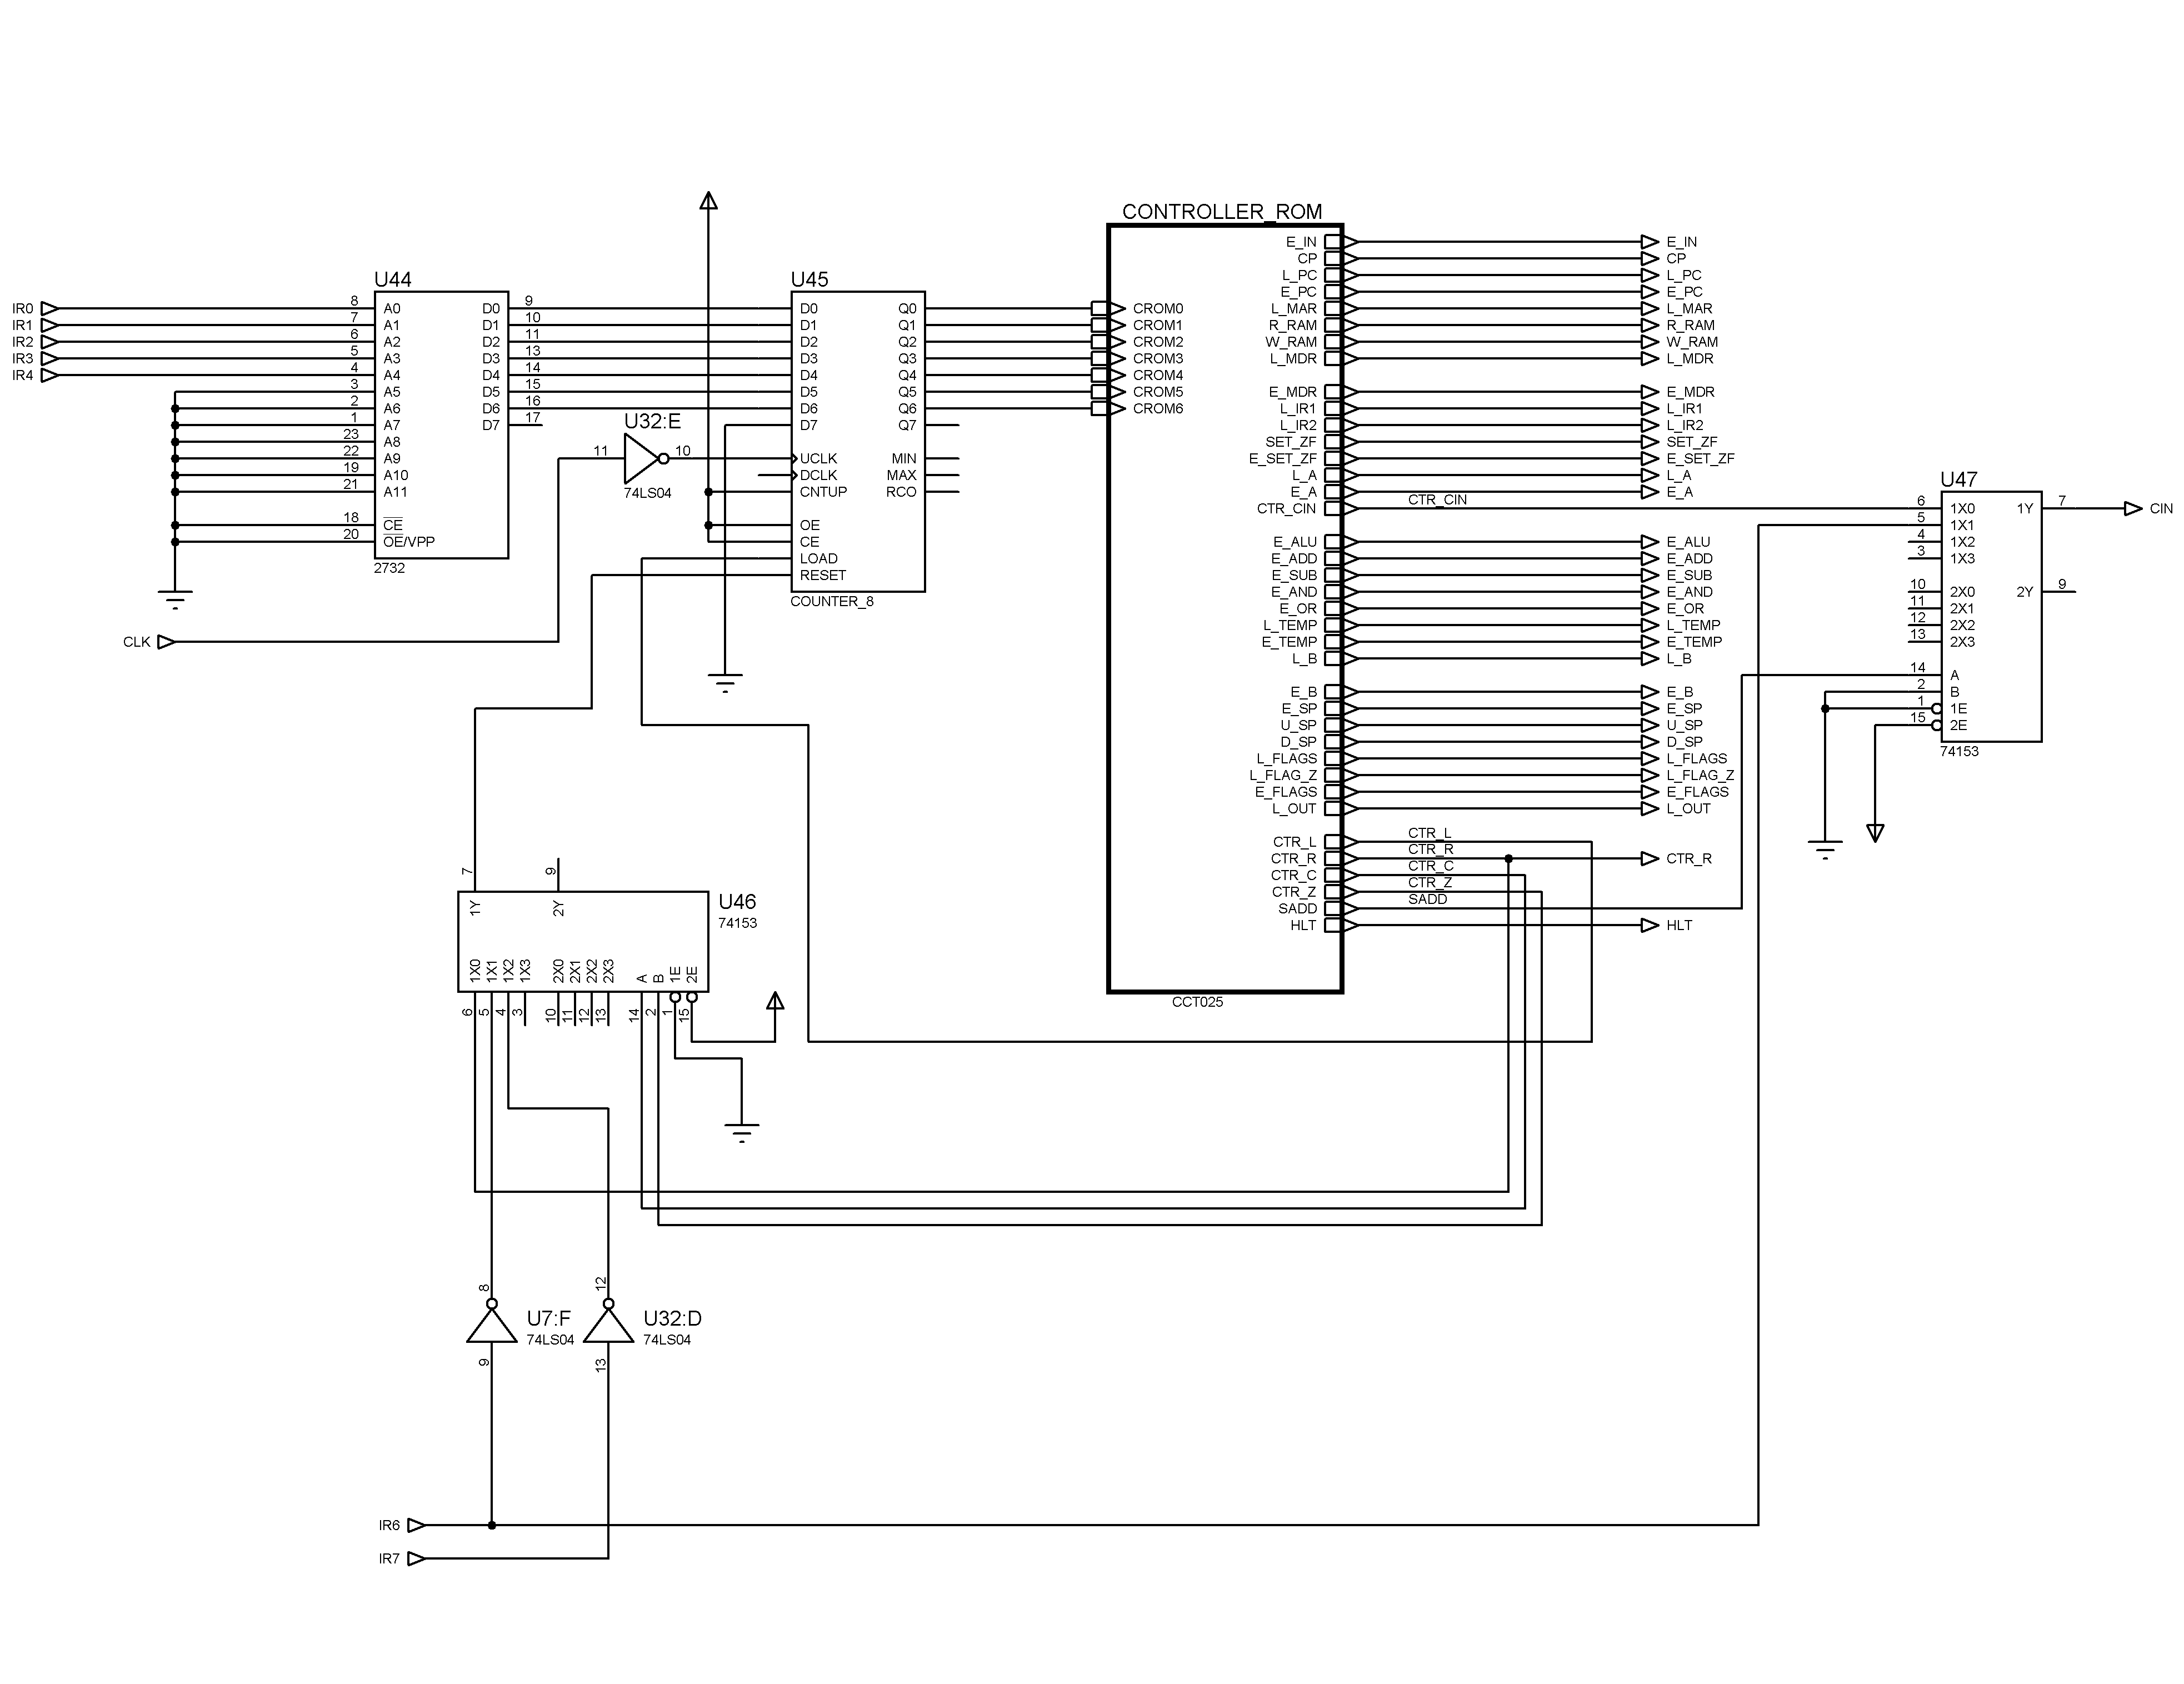 CONTROLLER_ROM
IR0
IR1
IR2
IR3
IR4
CLK
U44
8 A0 D0 9
7 A1 D1 10
6 A2 D2 11
5 A3 D3 13
4 A4 D4 14
3 A5 D5 15
2 A6 D6 16
1 A7 D7 17
23 A8
22 A9
19 A10
21 A11
18 CE
20 OE/VPP
2732
U32:E
11 10
74LS04
U45
D0 Q0
D1 Q1
D2 Q2
D3 Q3
D4 Q4
D5 Q5
D6 Q6
D7 Q7
UCLK MIN
DCLK MAX
CNTUP RCO
OE
CE
LOAD
RESET
COUNTER_8
CROM0
CROM1
CROM2
CROM3
CROM4
CROM5
CROM6
E_IN E_IN
CP CP
L_PC L_PC
E_PC E_PC
L_MAR L_MAR
R_RAM R_RAM
W_RAM W_RAM
L_MDR L_MDR
E_MDR E_MDR
L_IR1 L_IR1
L_IR2 L_IR2
SET_ZF SET_ZF
E_SET_ZF E_SET_ZF
L_A L_A
E_A E_A
CTR_CIN CTR_CIN
E_ALU E_ALU
E_ADD E_ADD
E_SUB E_SUB
E_AND E_AND
E_OR E_OR
L_TEMP L_TEMP
E_TEMP E_TEMP
L_B L_B
E_B E_B
E_SP E_SP
U_SP U_SP
D_SP D_SP
L_FLAGS L_FLAGS
L_FLAG_Z L_FLAG_Z
E_FLAGS E_FLAGS
L_OUT L_OUT
CTR_L CTR_L
CTR_R CTR_R CTR_R
CTR_C CTR_C
CTR_Z CTR_Z
SADD SADD
HLT HLT
CCT025
U47
6 1X0 1Y 7 CIN
5 1X1
4 1X2
3 1X3
10 2X0 2Y 9
11 2X1
12 2X2
13 2X3
14 A
2 B
1 1E
15 2E
74153
7 9
1Y 2Y
U46
74153
1X0 1X1 1X2 1X3 2X0 2X1 2X2 2X3 A B 1E 2E
6 5 4 3 10 11 12 13 14 2 1 15
8 12
U7:F U32:D
74LS04 74LS04
9 13
IR6
IR7